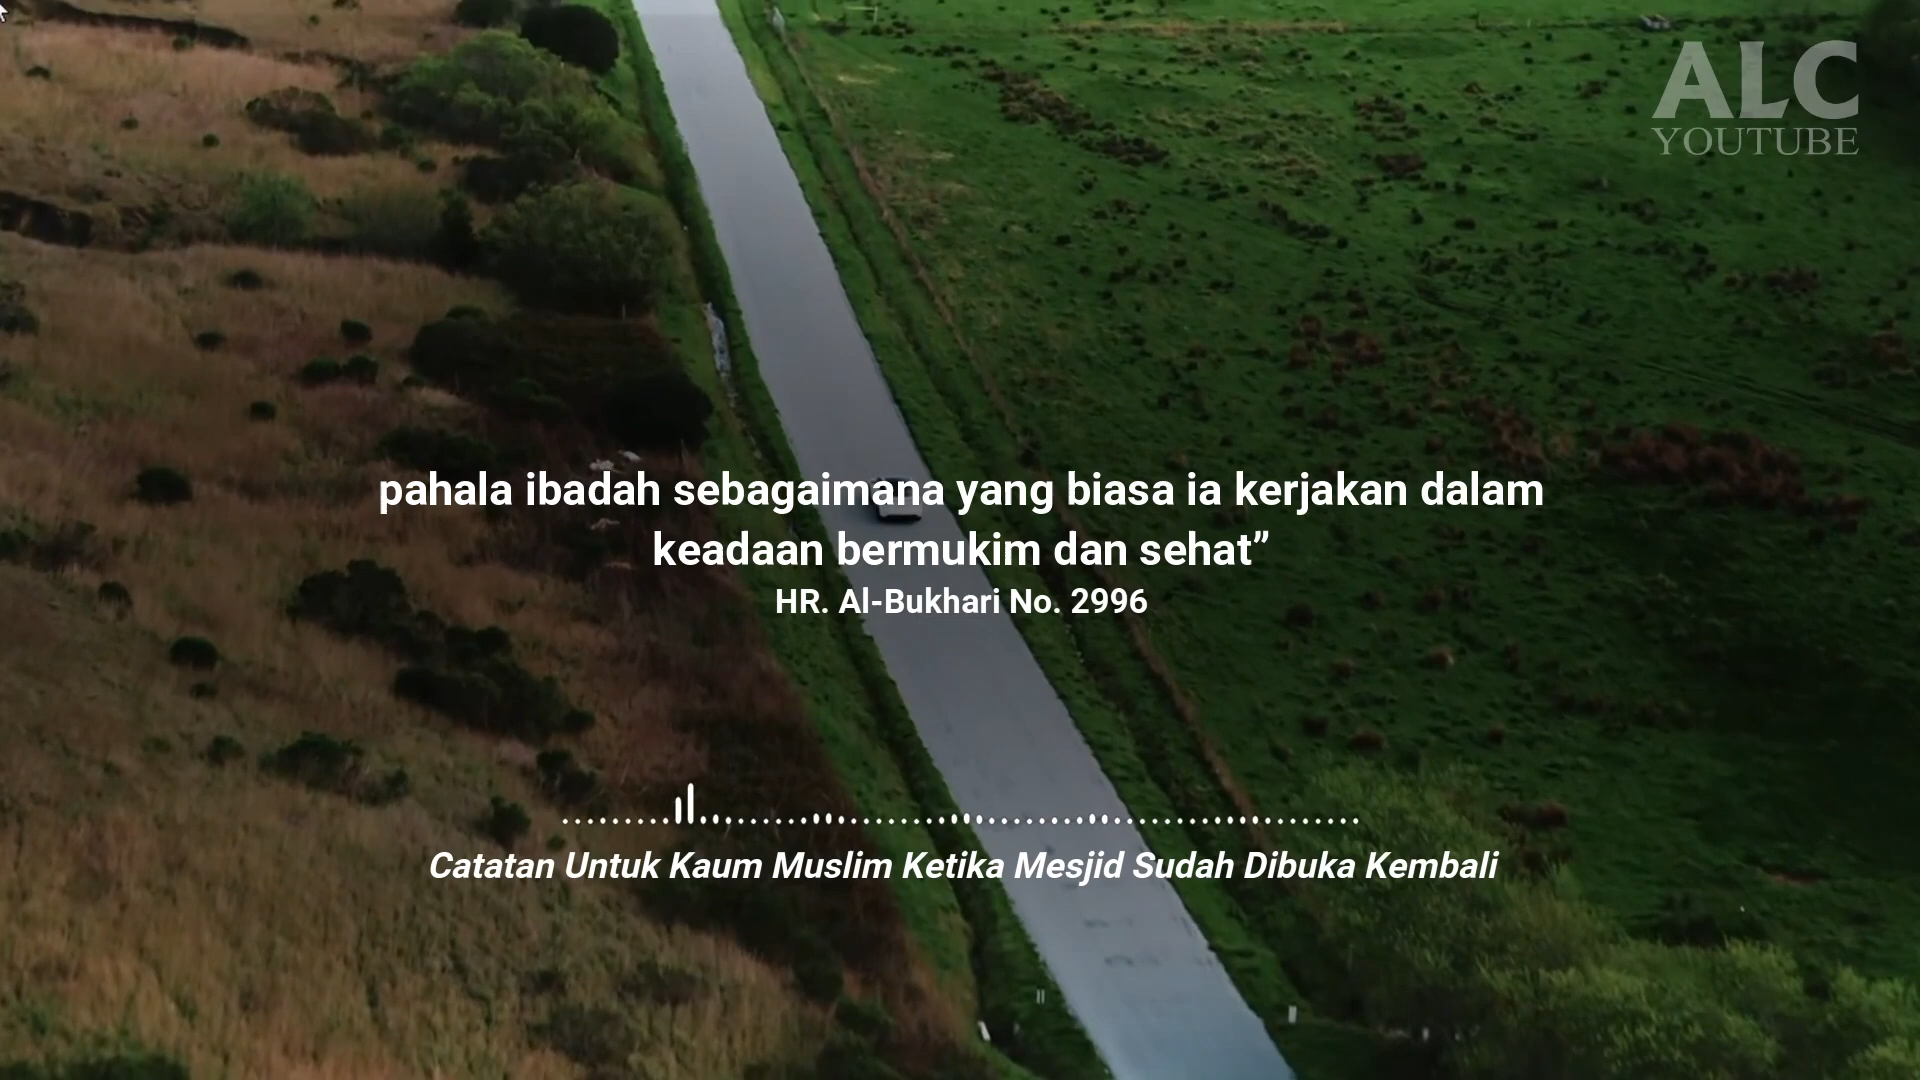 ALC
YOUTUBE
pahala ibadah sebagaimana yang biasa ia kerjakan dalam
keadaan bermukim dan sehat”
HR. Al-Bukhari No. 2996
Catatan Untuk Kaum Muslim Ketika Mesjid Sudah Dibuka Kembali